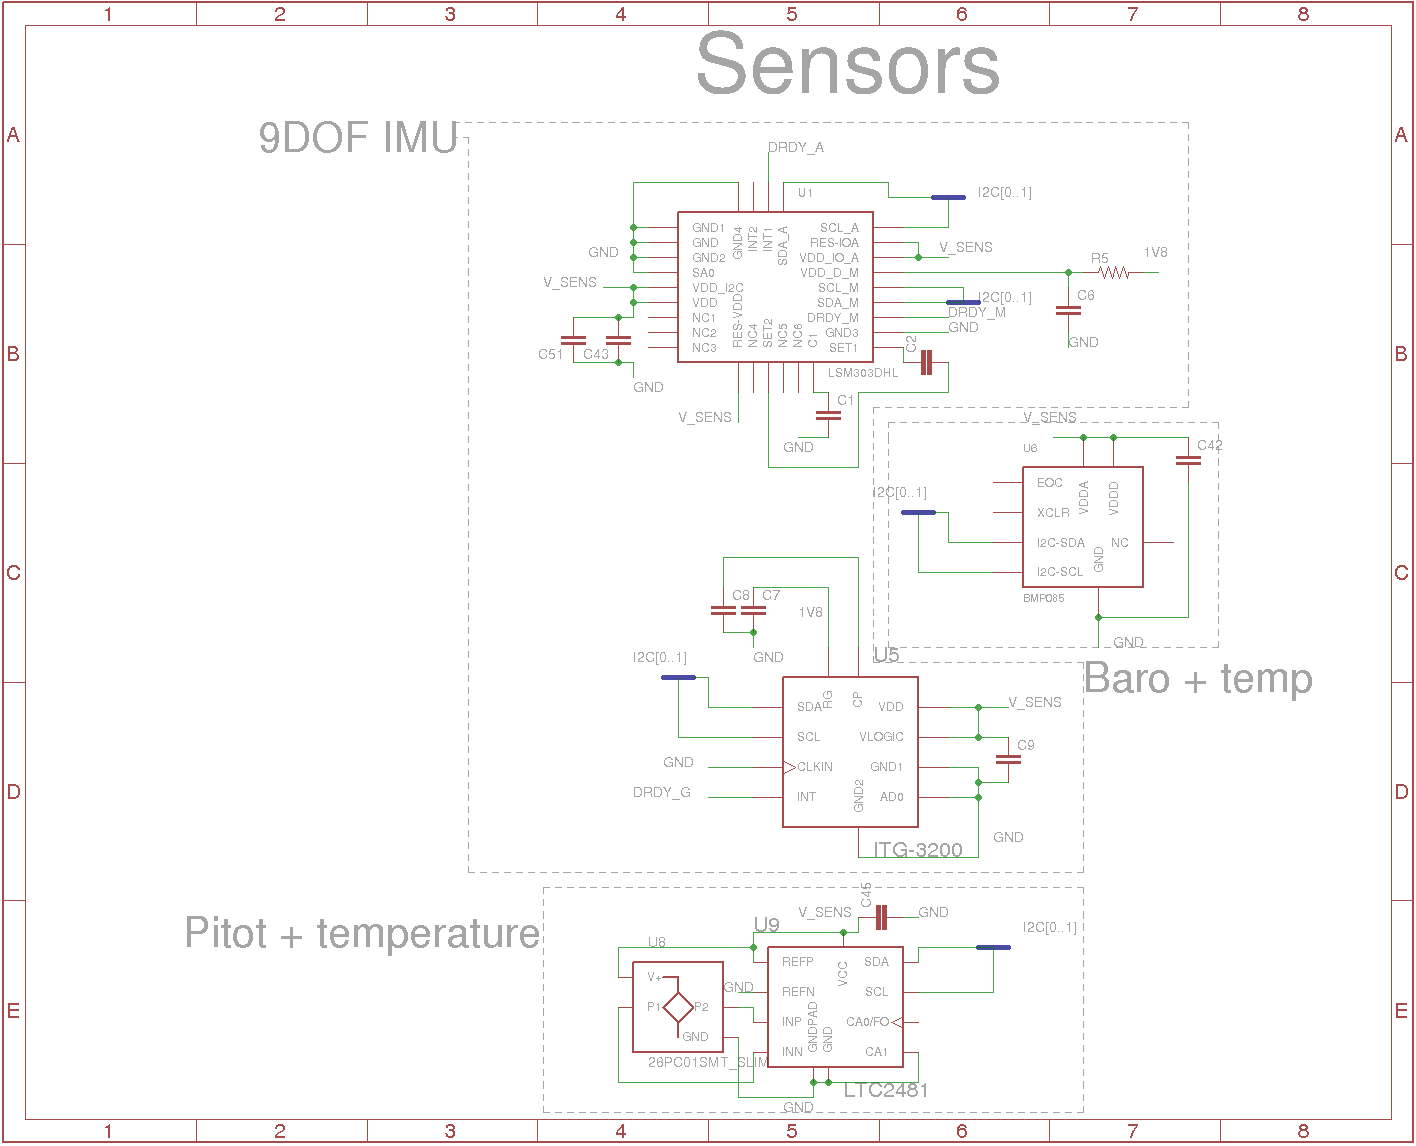 1 2 3 4 5 6 7 8
Sensors
9DOF IMU
A A
DRDY_A
U1
I2C[0..1]
GND1
GND
GND2
SA0
VDD_I2C
VDD
NC1
NC2
NC3
GND4
INT2
INT1
SDA_A
SCL_A
RES-IOA
VDD_IO_A
VDD_D_M
SCL_M
SDA_M
DRDY_M
GND3
SET1
RES-VDD
NC4
SET2
NC5
NC6
C1
LSM303DHL
GND
V_SENS
V_SENS
R5
1V8
I2C[0..1]
DRDY_M
GND
C6
GND
B B
C51
C43
GND
C2
V_SENS
C1
GND
V_SENS
U6
C42
I2C[0..1]
EOC
XCLR
I2C-SDA
I2C-SCL
VDDA
VDDD
NC
GND
BMP085
GND
Baro + temp
C C
C8
C7
1V8
GND
I2C[0..1]
U5
SDA
SCL
CLKIN
INT
RG
CP
VDD
VLOGIC
GND1
AD0
GND2
V_SENS
C9
GND
DRDY_G
GND
ITG-3200
D D
Pitot + temperature
C45
V_SENS
GND
U9
I2C[0..1]
U8
V+
P1
P2
GND
26PC01SMT_SLIM
GND
REFP
REFN
INP
INN
VCC
GNDPAD
GND
SDA
SCL
CA0/FO
CA1
LTC2481
GND
E E
1 2 3 4 5 6 7 8